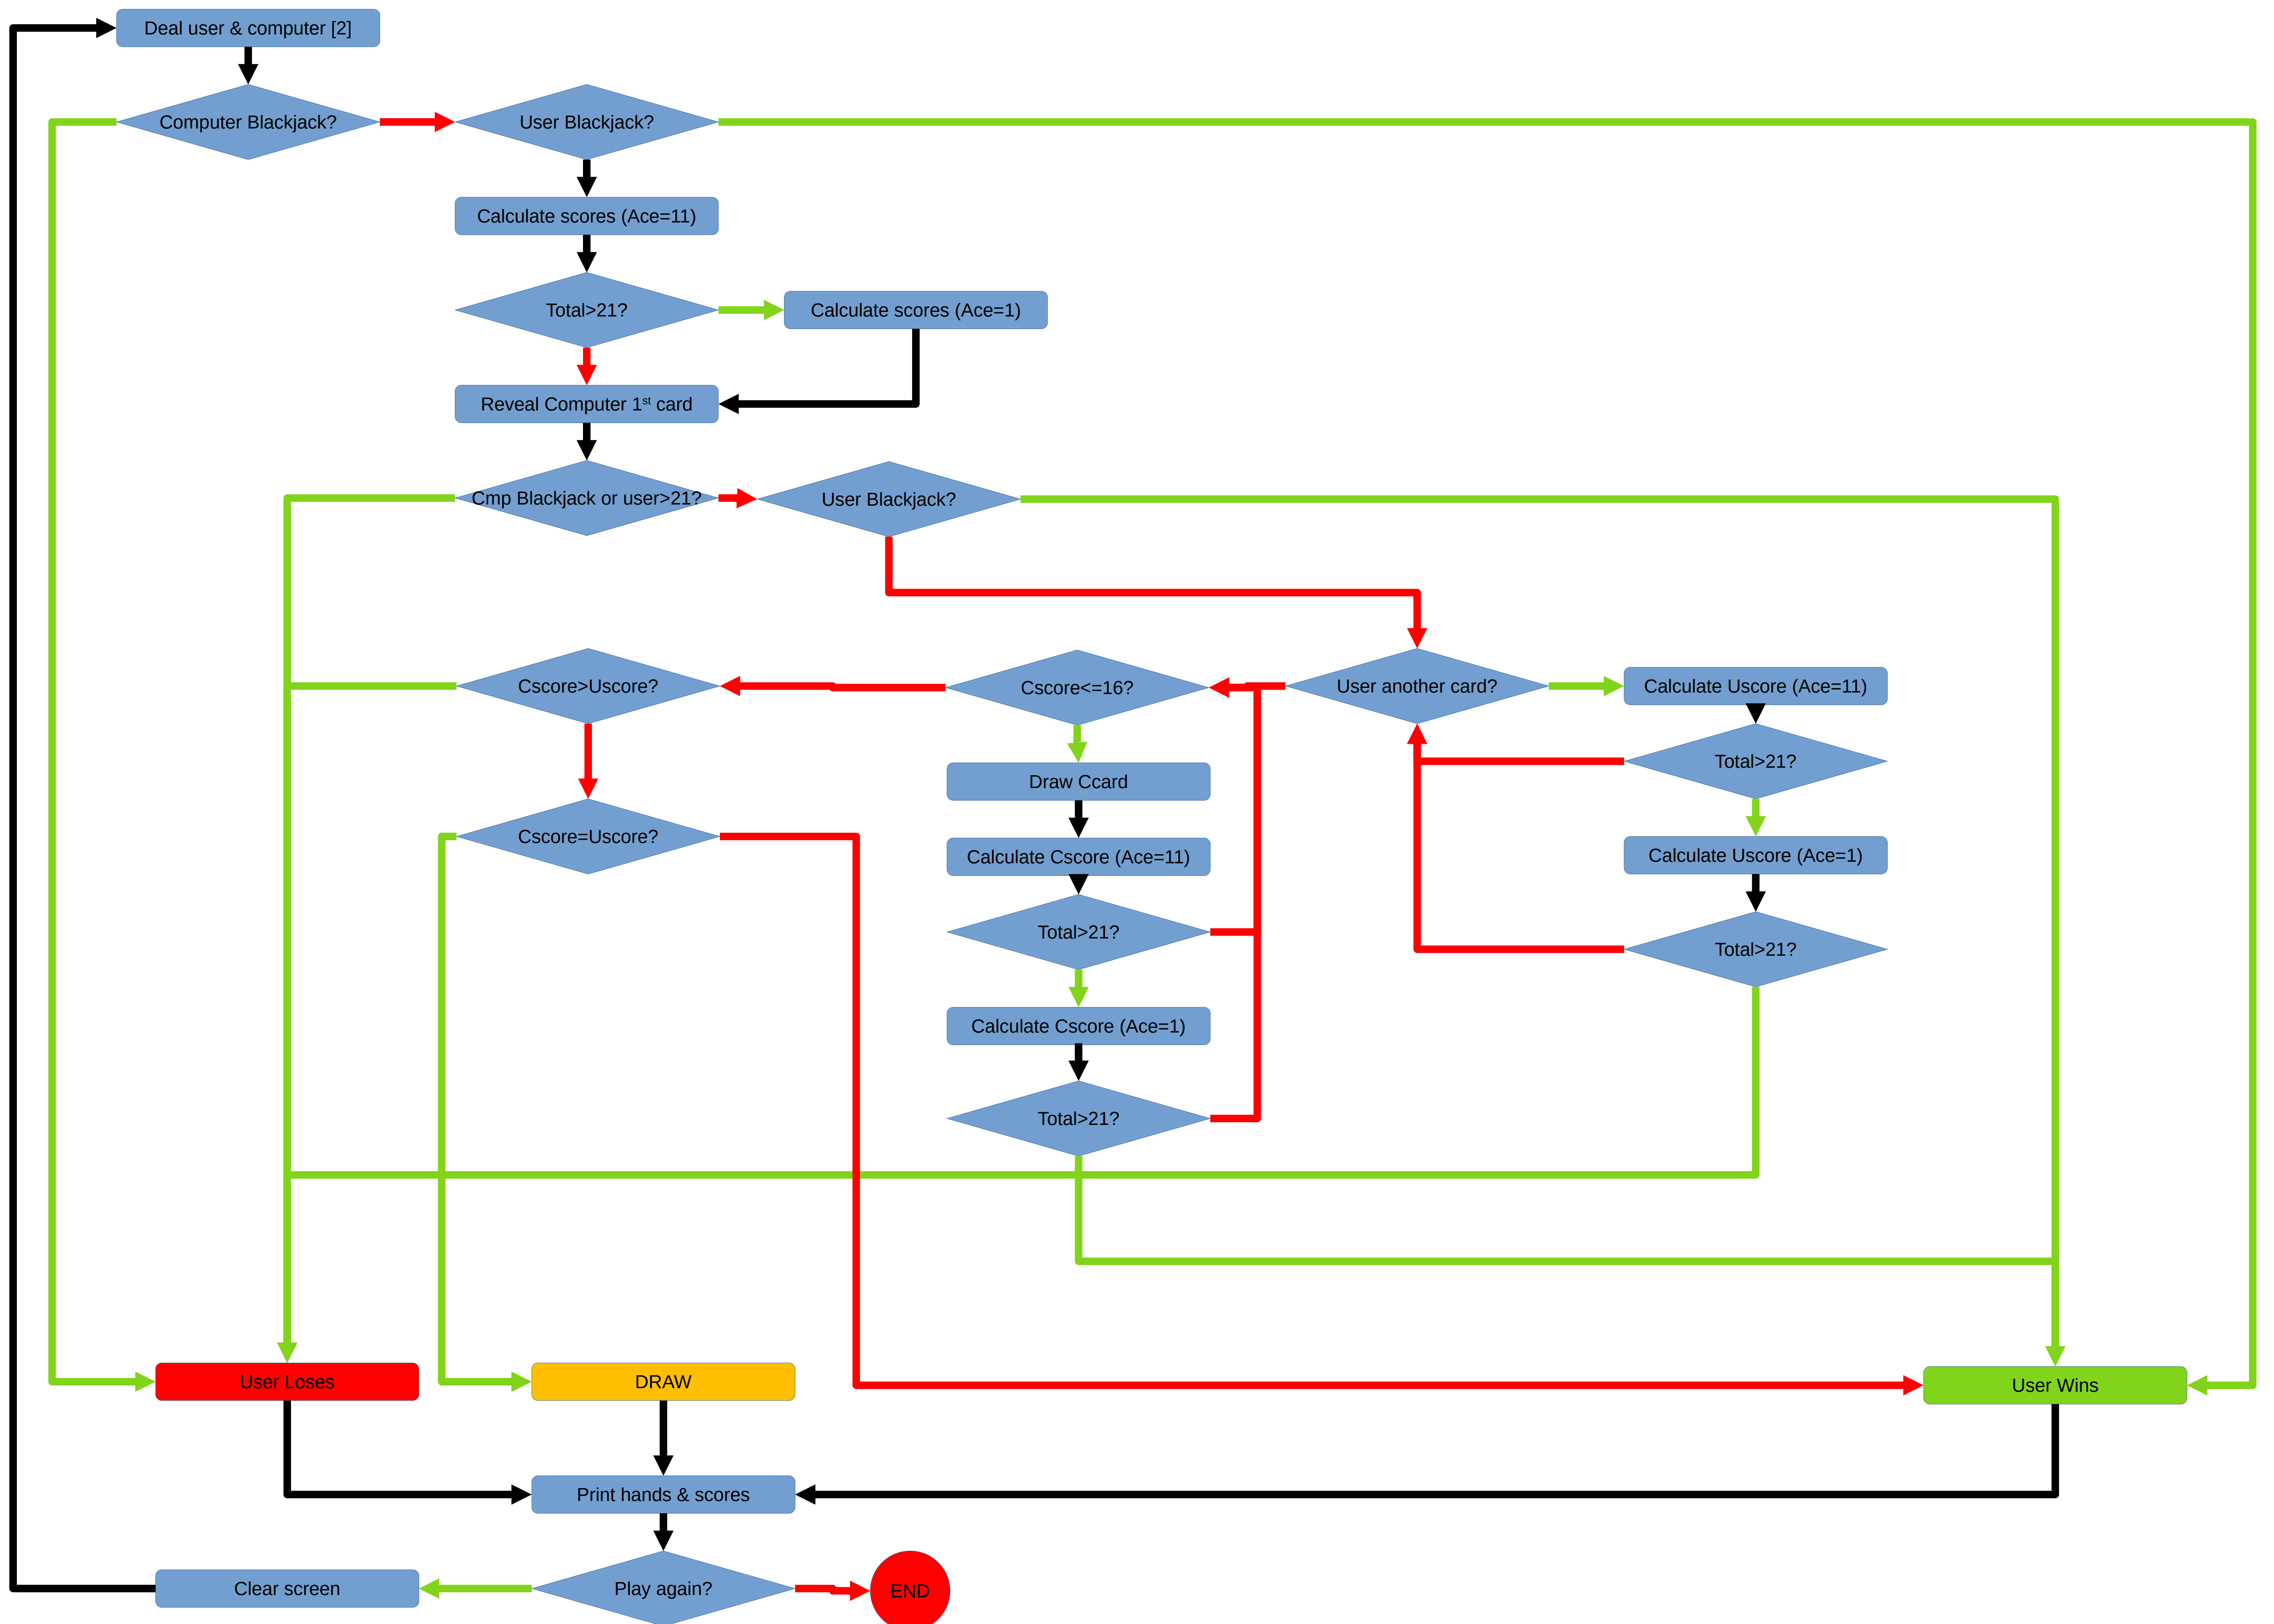 Deal user & computer [2]
Computer Blackjack?
User Blackjack?
Calculate scores (Ace=11)
Total>21?
Calculate scores (Ace=1)
Reveal Computer 1st card
Cmp Blackjack or user>21?
User Blackjack?
Cscore>Uscore?
Cscore<=16?
User another card?
Calculate Uscore (Ace=11)
Total>21?
Draw Ccard
Cscore=Uscore?
Calculate Cscore (Ace=11)
Calculate Uscore (Ace=1)
Total>21?
Total>21?
Calculate Cscore (Ace=1)
Total>21?
User Loses
DRAW
User Wins
Print hands & scores
Clear screen
Play again?
END